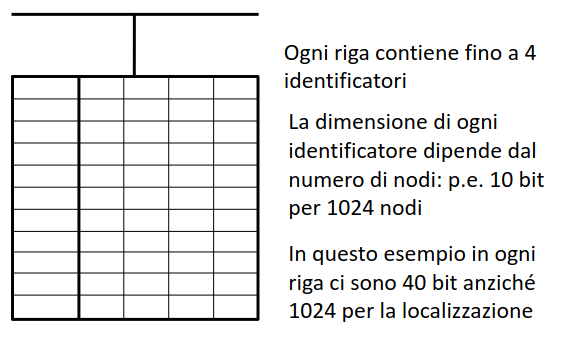 Ogni riga contiene fino a 4
identificatori
La dimensione di ogni
identificatore dipende dal
numero di nodi: p.e. 10 bit
per 1024 nodi
In questo esempio in ogni
riga ci sono 40 bit anziché
1024 per la localizzazione